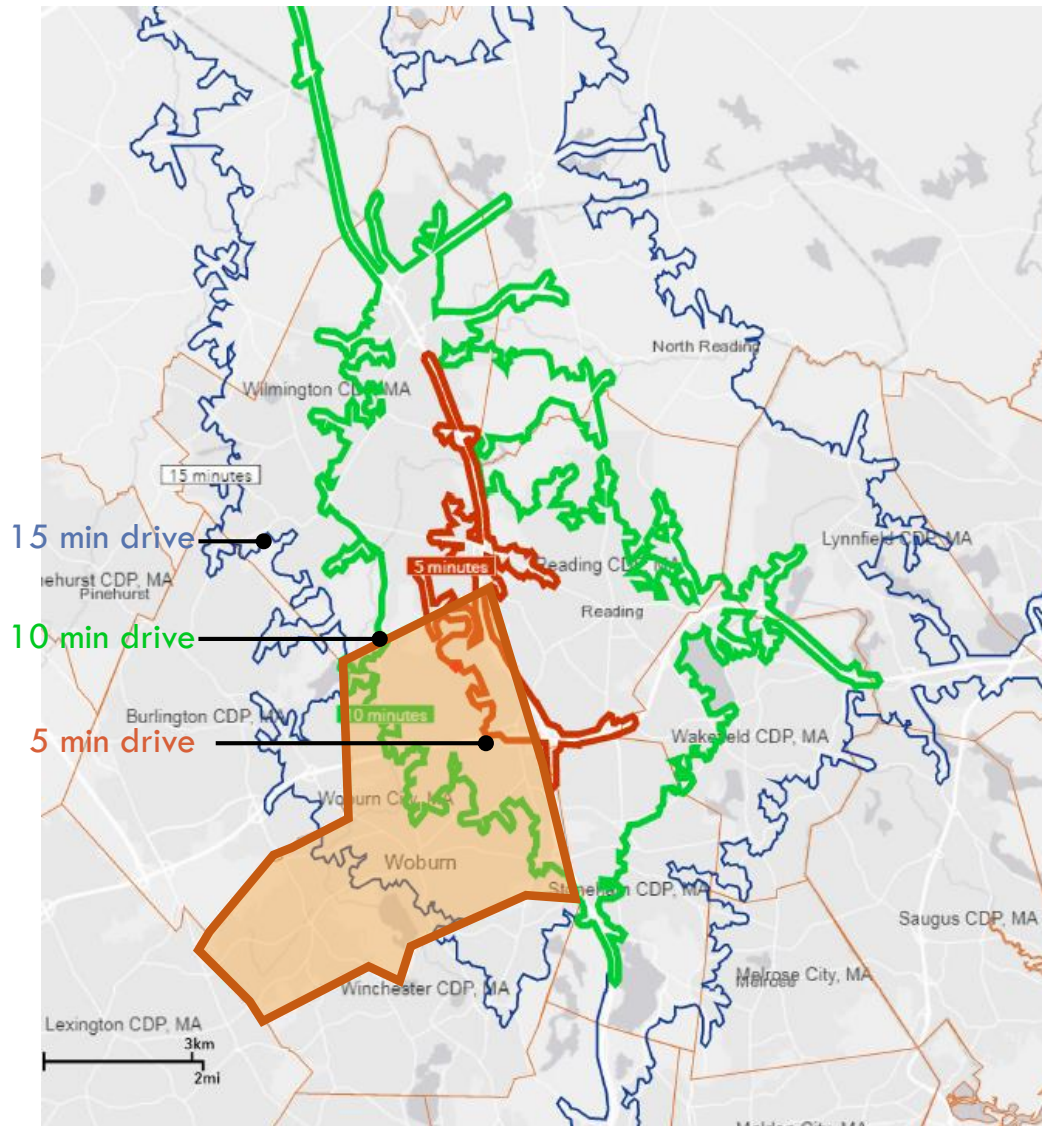 North Reading
Wilmington CDP, MA
15 minutes
15 min drive
Lynnfield CDP, MA
5 minutes
Reading CDP, MA
nehurst CDP, MA
Pinehurst
Reading
10 min drive
Burlington CDP, MA
10 minutes
5 min drive
Wakefield CDP, MA
Woburn City, MA
Woburn
Stoneham CDP, MA
Saugus CDP, MA
Melrose City, MA
Melrose
Winchester CDP, MA
Lexington CDP, MA
3km
2mi